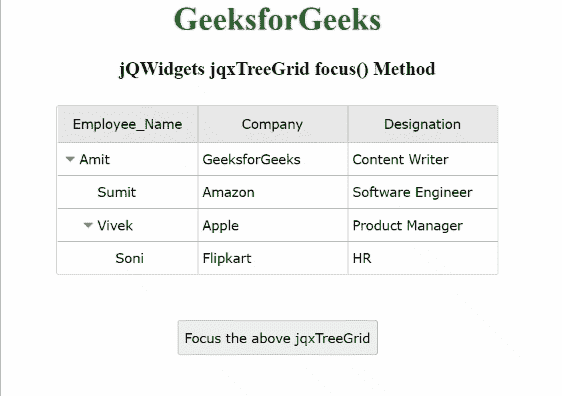 GeeksforGeeks
jQWidgets jqxTreeGrid focus() Method
Employee_Name Company Designation
Amit GeeksforGeeks Content Writer
Sumit Amazon Software Engineer
Vivek Apple Product Manager
Soni Flipkart HR
Focus the above jqxTreeGrid